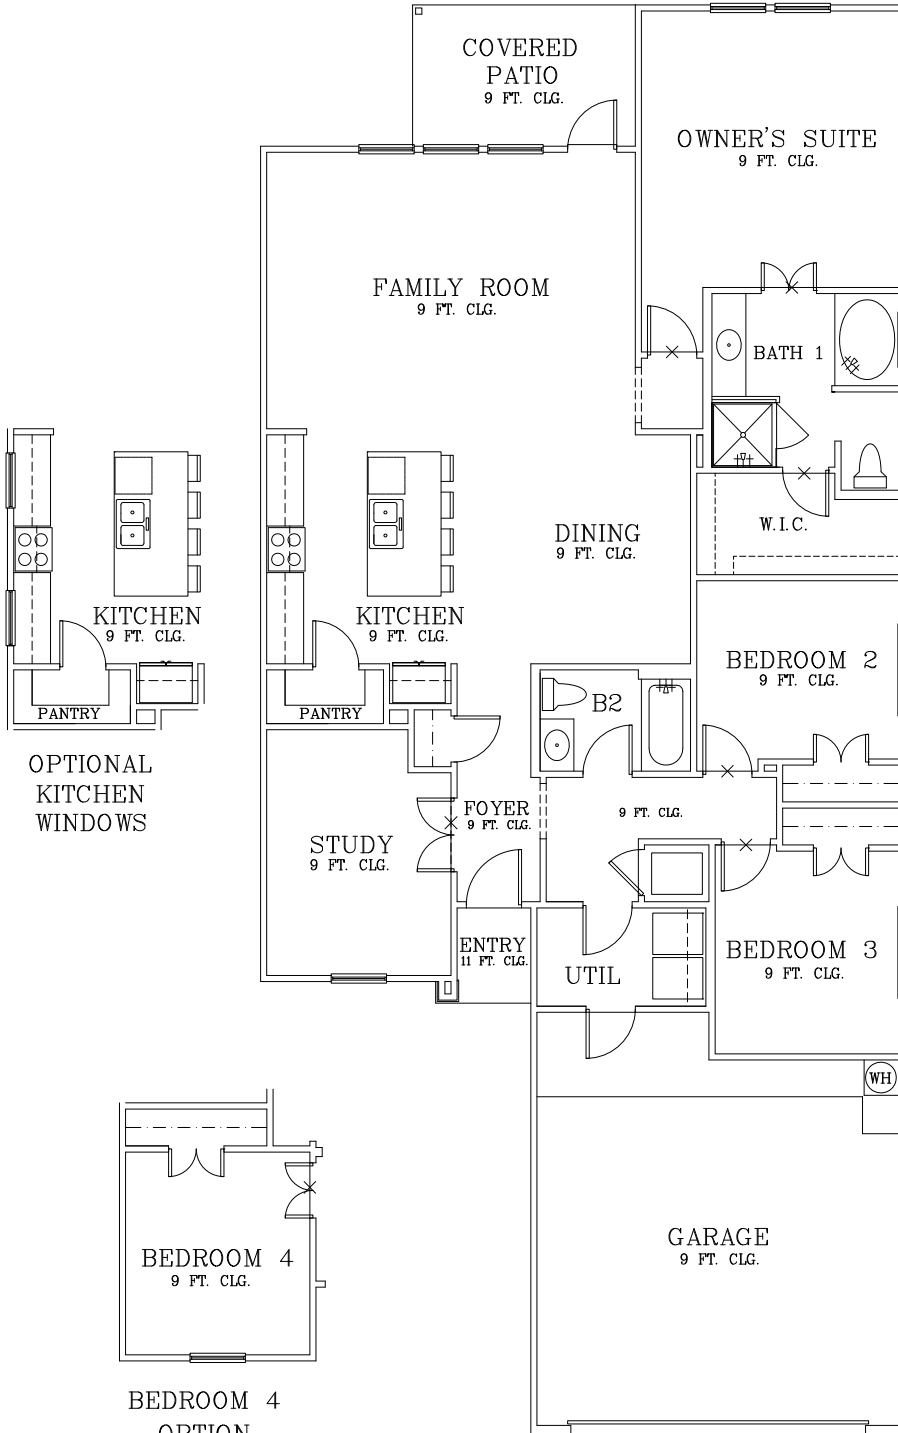 COVERED
PATIO
9 FT. CLG.
OWNER'S SUITE
9 FT. CLG.
FAMILY ROOM
9 FT. CLG.
BATH 1
W.I.C.
DINING
9 FT. CLG.
KITCHEN
9 FT. CLG.
KITCHEN
9 FT. CLG.
BEDROOM 2
9 FT. CLG.
B2
PANTRY
PANTRY
OPTIONAL
KITCHEN
WINDOWS
FOYER
9 FT. CLG.
9 FT. CLG.
STUDY
9 FT. CLG.
ENTRY
11 FT. CLG.
UTIL
BEDROOM 3
9 FT. CLG.
WH
GARAGE
9 FT. CLG.
BEDROOM 4
9 FT. CLG.
BEDROOM 4
OPTION